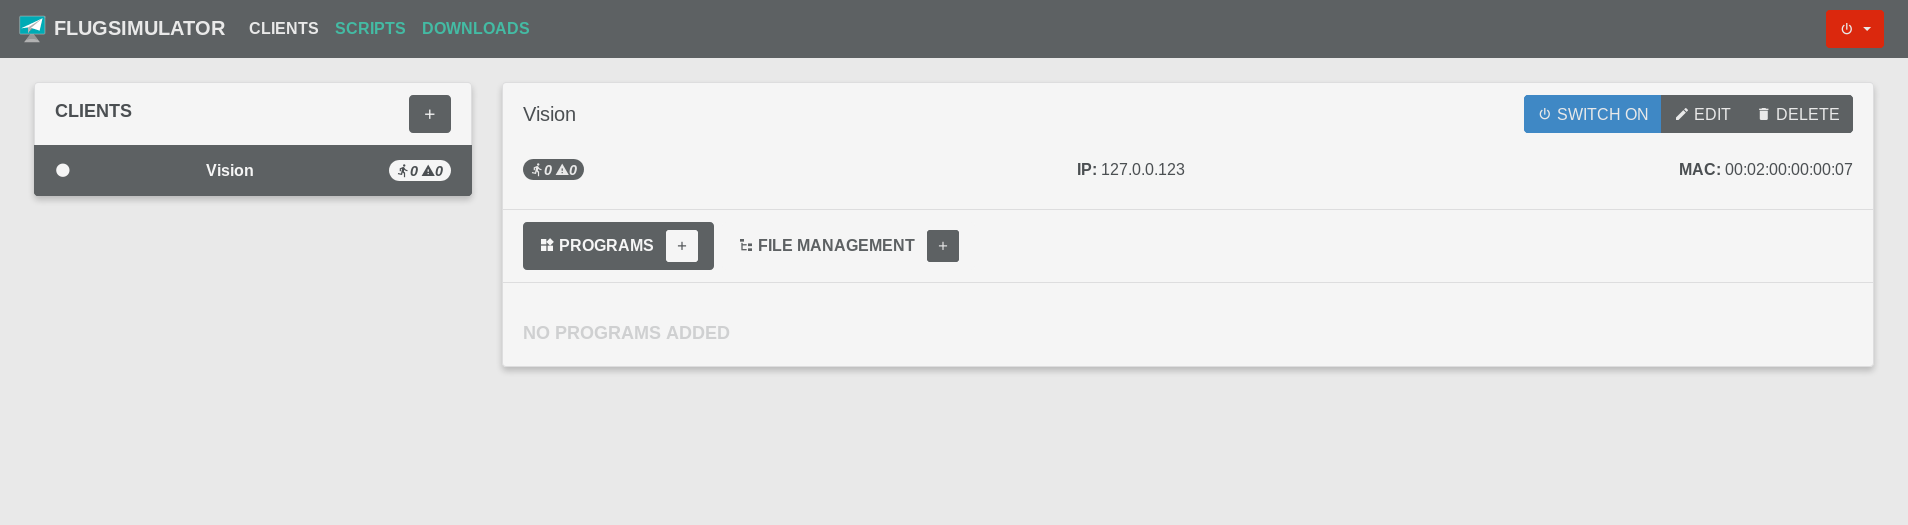 FLUGSIMULATOR CLIENTS SCRIPTS DOWNLOADS
CLIENTS +
Vision 0 0
Vision SWITCH ON EDIT DELETE
0 0 IP: 127.0.0.123 MAC: 00:02:00:00:00:07
PROGRAMS + FILE MANAGEMENT +
NO PROGRAMS ADDED